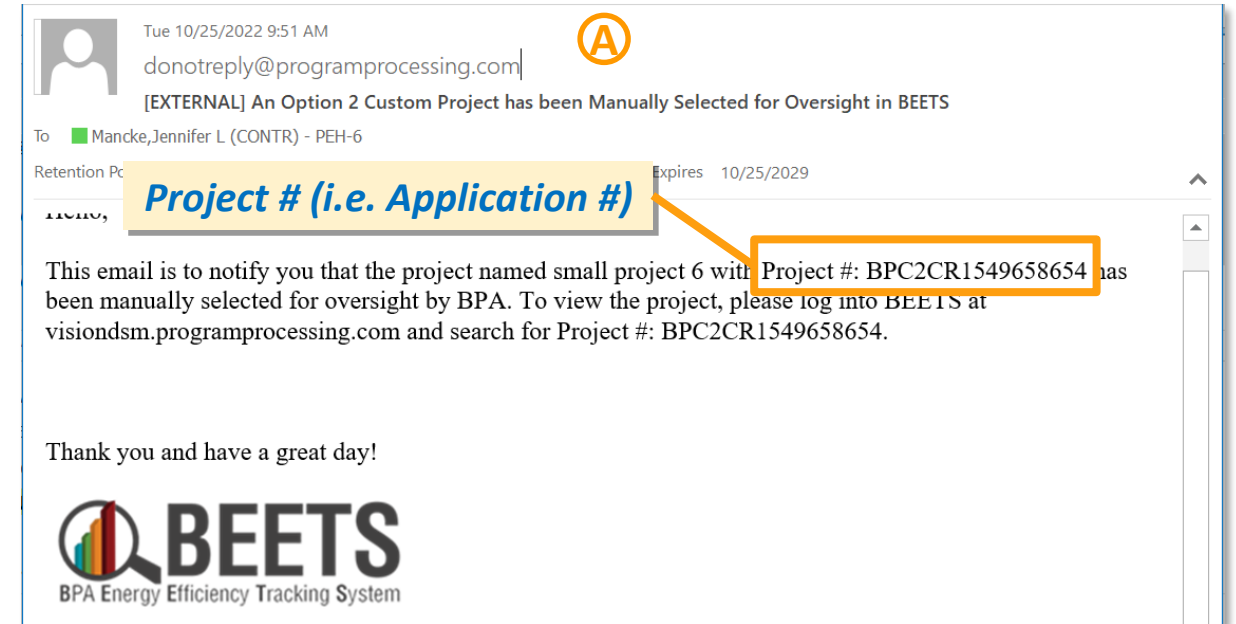 Tue 10/25/2022 9:51 AM
A
donotreply@programprocessing.com
[EXTERNAL] An Option 2 Custom Project has been Manually Selected for Oversight in BEETS
To Mancke,Jennifer L (CONTR) - PEH-6
Retention Expires 10/25/2029
Project # (i.e. Application #)
Hello,
This email is to notify you that the project named small project 6 with Project #: BPC2CR1549658654 has
been manually selected for oversight by BPA. To view the project, please log into BEETS at
visiondsm.programprocessing.com and search for Project #: BPC2CR1549658654.
Thank you and have a great day!
BEETS
BPA Energy Efficiency Tracking System